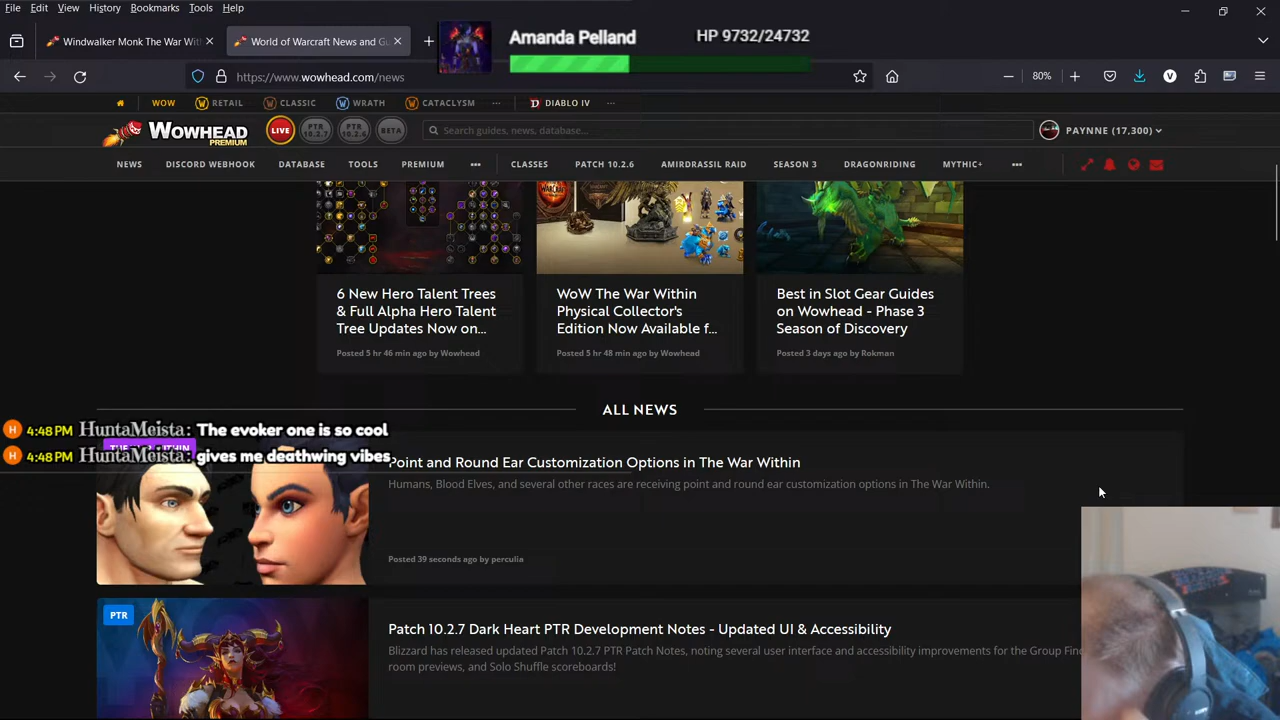 File Edit View History Bookmarks Tools Help
Windwalker Monk The War Wit
World of Warcraft News and Gu
Amanda Pelland
HP 9732/24732
https://www.wowhead.com/news
80%
WOW RETAIL CLASSIC WRATH CATACLYSM ... DIABLO IV ...
WOWHEAD
PREMIUM
LIVE
PTR 10.2.7
PTR 10.2.6
BETA
Search guides, news, database...
PAYNNE (17,300)
NEWS DISCORD WEBHOOK DATABASE TOOLS PREMIUM ... CLASSES PATCH 10.2.6 AMIRDRASSIL RAID SEASON 3 DRAGONRIDING MYTHIC+ ...
6 New Hero Talent Trees
& Full Alpha Hero Talent
Tree Updates Now on...
Posted 5 hr 46 min ago by Wowhead
WoW The War Within
Physical Collector's
Edition Now Available f...
Posted 5 hr 48 min ago by Wowhead
Best in Slot Gear Guides
on Wowhead - Phase 3
Season of Discovery
Posted 3 days ago by Rokman
ALL NEWS
H 4:48 PM HuntaMeista: The evoker one is so cool
H 4:48 PM HuntaMeista: gives me deathwing vibes
Point and Round Ear Customization Options in The War Within
Humans, Blood Elves, and several other races are receiving point and round ear customization options in The War Within.
Posted 39 seconds ago by perculia
PTR
Patch 10.2.7 Dark Heart PTR Development Notes - Updated UI & Accessibility
Blizzard has released updated Patch 10.2.7 PTR Patch Notes, noting several user interface and accessibility improvements for the Group Find
room previews, and Solo Shuffle scoreboards!